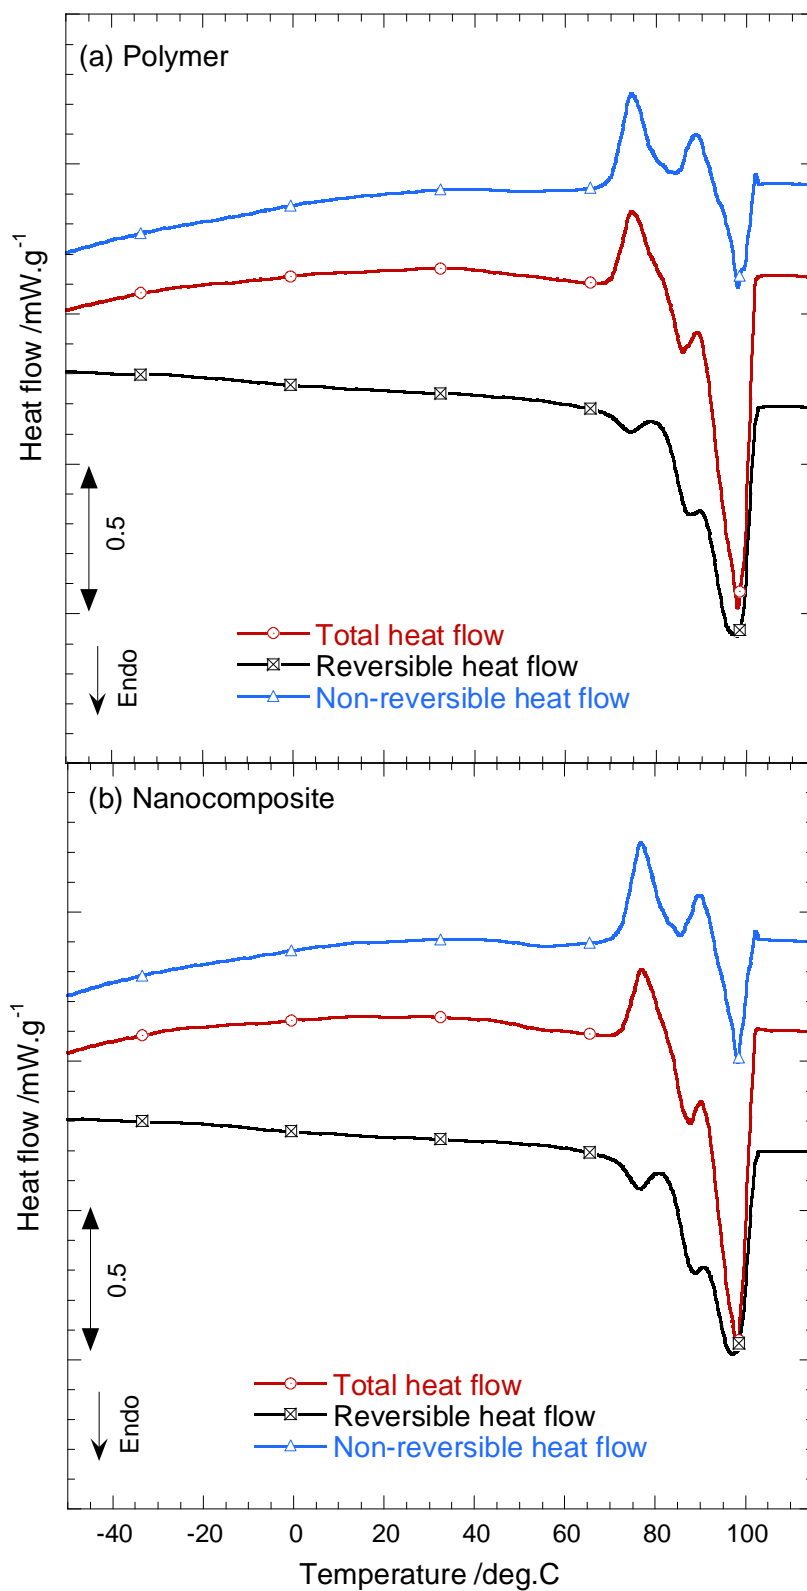 (a) Polymer
Heat flow /mW.g-1
0.5
Endo
Total heat flow
Reversible heat flow
Non-reversible heat flow
(b) Nanocomposite
Heat flow /mW.g-1
0.5
Endo
Total heat flow
Reversible heat flow
Non-reversible heat flow
-40 -20 0 20 40 60 80 100
Temperature /deg.C